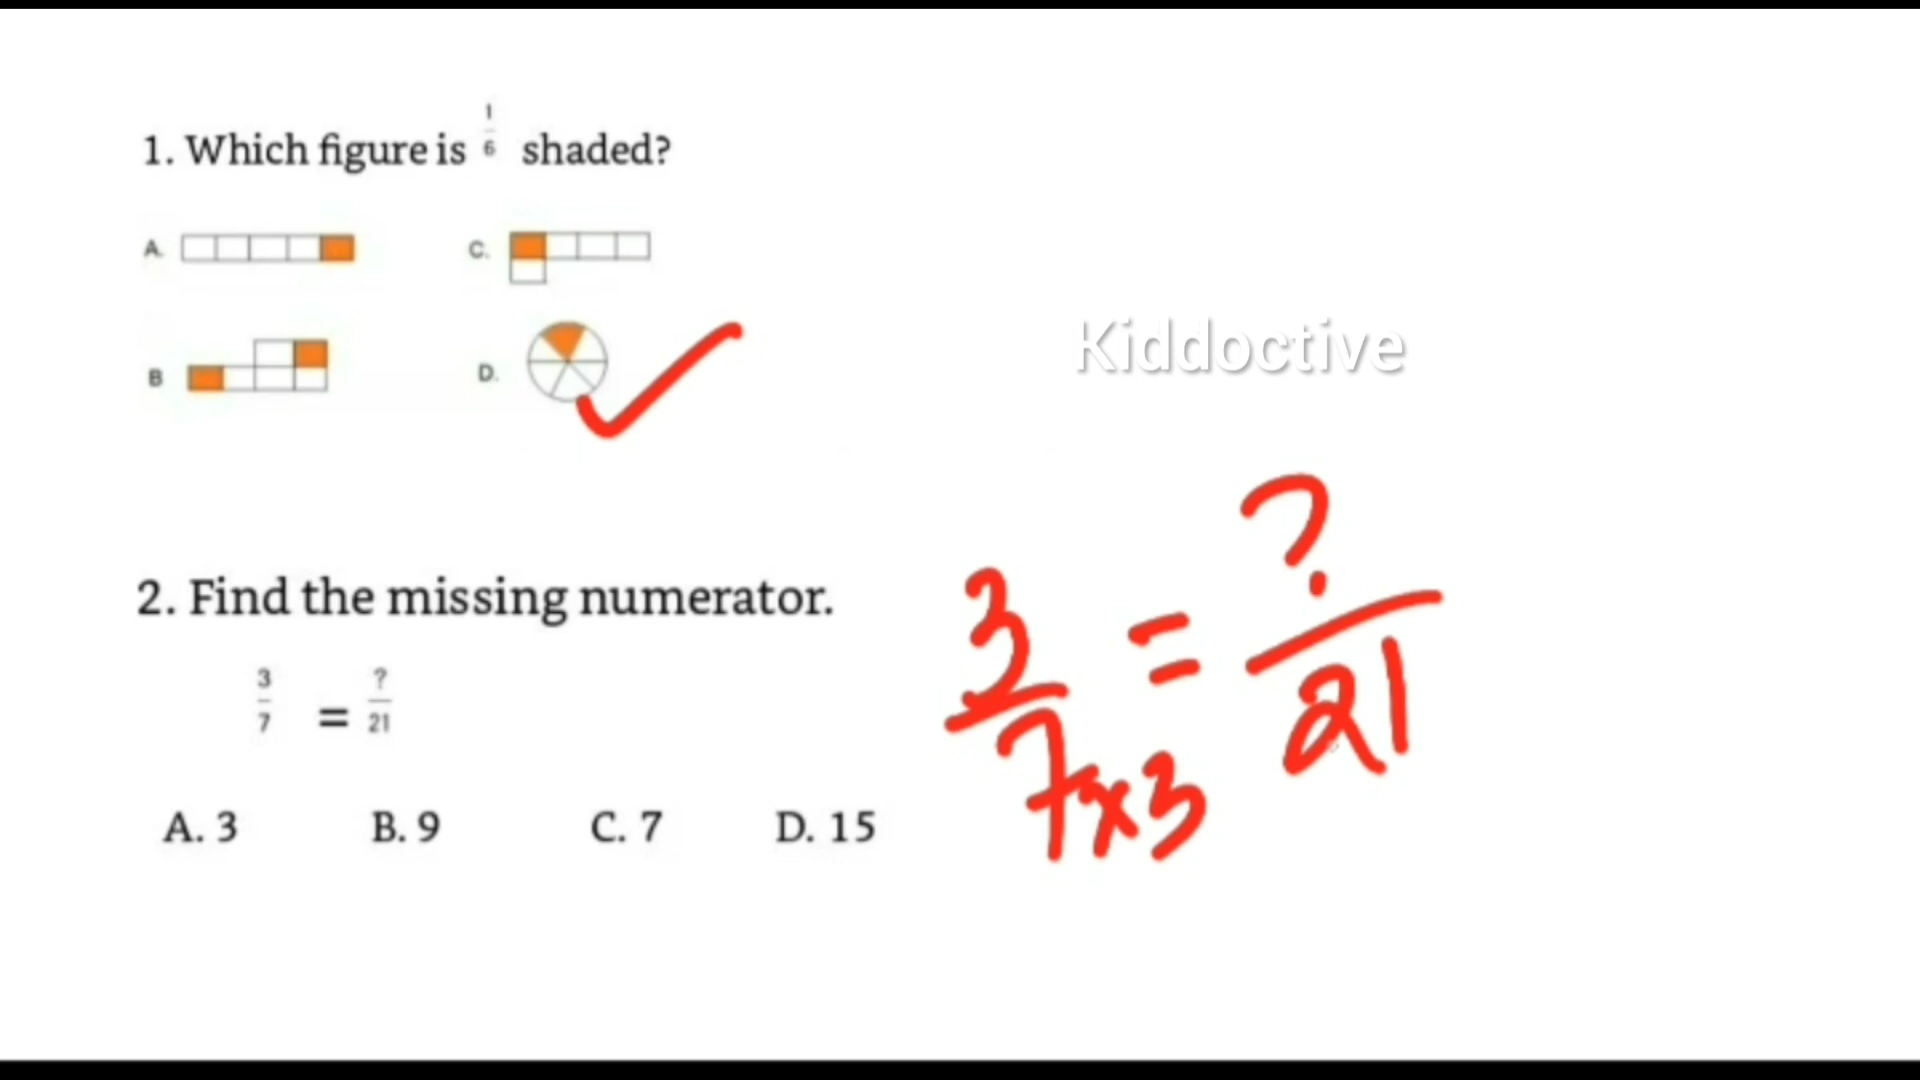 1. Which figure is 1/6 shaded?
A.
C.
B
D.
Kiddoctive
2. Find the missing numerator.
3/7 = ?/21
A. 3 B. 9 C. 7 D. 15
3/7x3 = ?/21